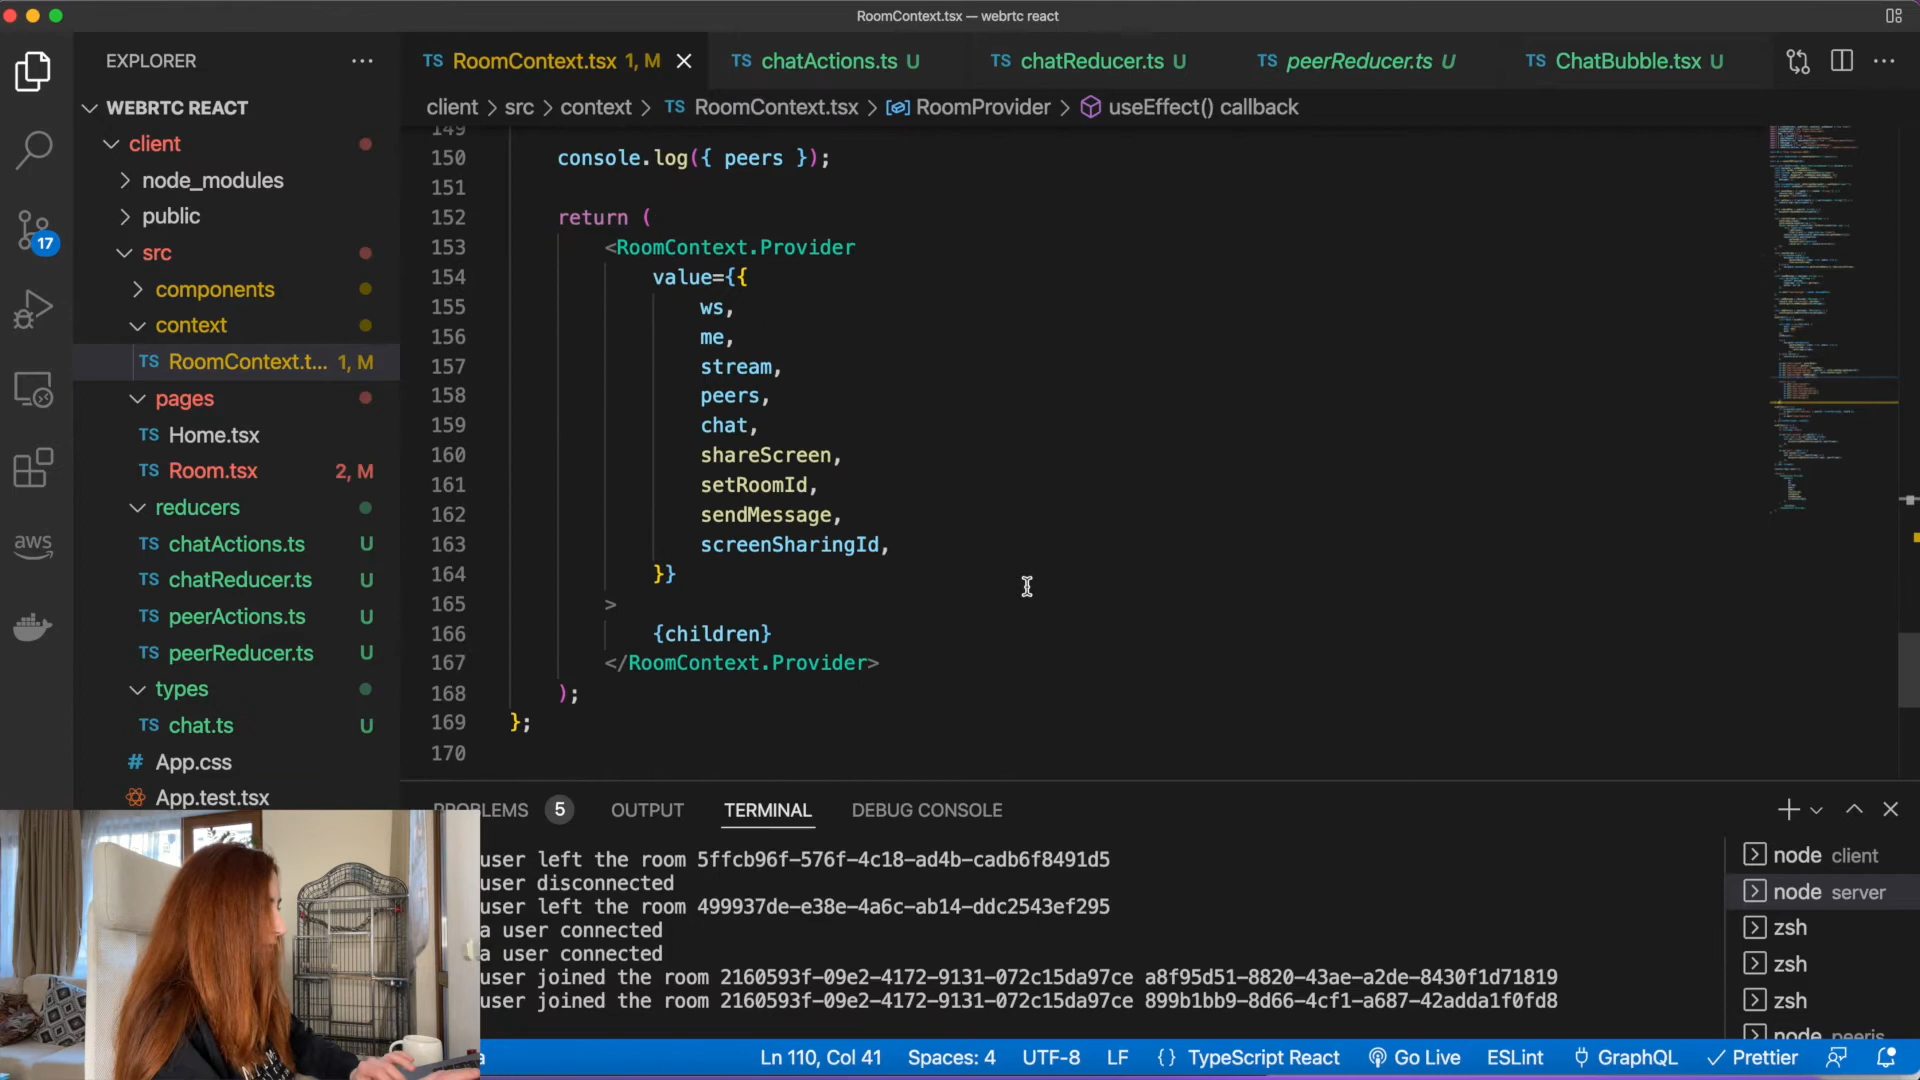 RoomContext.tsx — webrtc react
EXPLORER
WEBRTC REACT
client
node_modules
public
src
components
context
TS RoomContext.t... 1, M
pages
TS Home.tsx
TS Room.tsx 2, M
reducers
TS chatActions.ts U
TS chatReducer.ts U
TS peerActions.ts U
TS peerReducer.ts U
types
TS chat.ts U
# App.css
App.test.tsx
17
aws
TS RoomContext.tsx 1, M
TS chatActions.ts U
TS chatReducer.ts U
TS peerReducer.ts U
TS ChatBubble.tsx U
client > src > context > TS RoomContext.tsx > RoomProvider > useEffect() callback
149
150 console.log({ peers });
151
152 return (
153 <RoomContext.Provider
154 value={{
155 ws,
156 me,
157 stream,
158 peers,
159 chat,
160 shareScreen,
161 setRoomId,
162 sendMessage,
163 screenSharingId,
164 }}
165 >
166 {children}
167 </RoomContext.Provider>
168 );
169 };
170
PROBLEMS 5 OUTPUT TERMINAL DEBUG CONSOLE
user left the room 5ffcb96f-576f-4c18-ad4b-cadb6f8491d5
user disconnected
user left the room 499937de-e38e-4a6c-ab14-ddc2543ef295
a user connected
a user connected
user joined the room 2160593f-09e2-4172-9131-072c15da97ce a8f95d51-8820-43ae-a2de-8430f1d71819
user joined the room 2160593f-09e2-4172-9131-072c15da97ce 899b1bb9-8d66-4cf1-a687-42adda1f0fd8
node client
node server
zsh
zsh
zsh
node peerjs
Ln 110, Col 41 Spaces: 4 UTF-8 LF {} TypeScript React Go Live ESLint GraphQL Prettier